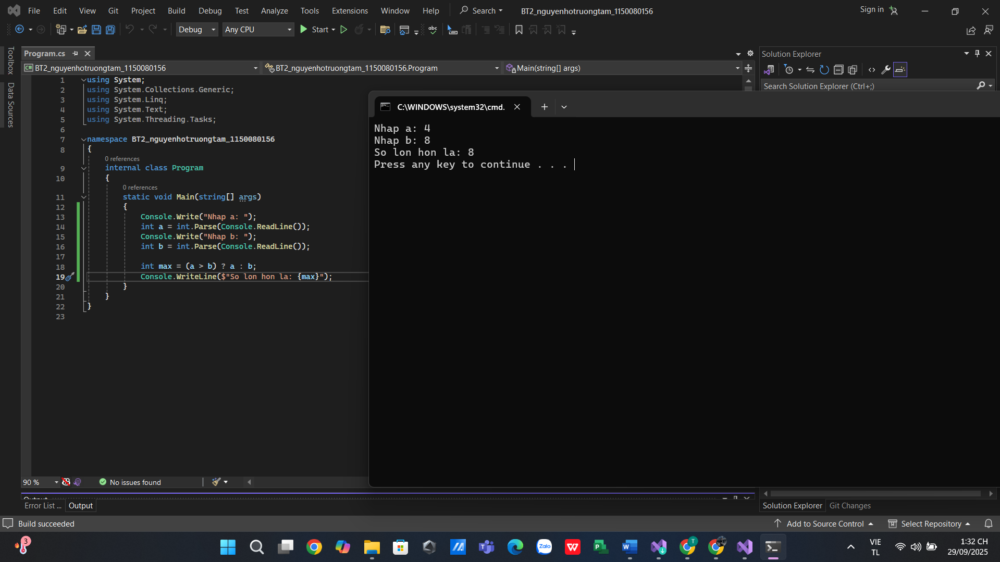 File Edit View Git Project Build Debug Test Analyze Tools Extensions Window Help Search BT2_nguyenhotruongtam_1150080156 Sign in
Debug Any CPU Start
Toolbox
Data Sources
Program.cs
BT2_nguyenhotruongtam_1150080156 BT2_nguyenhotruongtam_1150080156.Program Main(string[] args)
1 using System;
2 using System.Collections.Generic;
3 using System.Linq;
4 using System.Text;
5 using System.Threading.Tasks;
6
7 namespace BT2_nguyenhotruongtam_1150080156
8 {
0 references
9 internal class Program
10 {
0 references
11 static void Main(string[] args)
12 {
13 Console.Write("Nhap a: ");
14 int a = int.Parse(Console.ReadLine());
15 Console.Write("Nhap b: ");
16 int b = int.Parse(Console.ReadLine());
17
18 int max = (a > b) ? a : b;
19 Console.WriteLine($"So lon hon la: {max}");
20 }
21 }
22 }
23
Solution Explorer
Search Solution Explorer (Ctrl+;)
C:\WINDOWS\system32\cmd.
Nhap a: 4
Nhap b: 8
So lon hon la: 8
Press any key to continue . . .
90 % No issues found
Output
Error List ... Output
Solution Explorer Git Changes
Build succeeded
Add to Source Control Select Repository
3
Zalo
T
VIE
TL
1:32 CH
29/09/2025